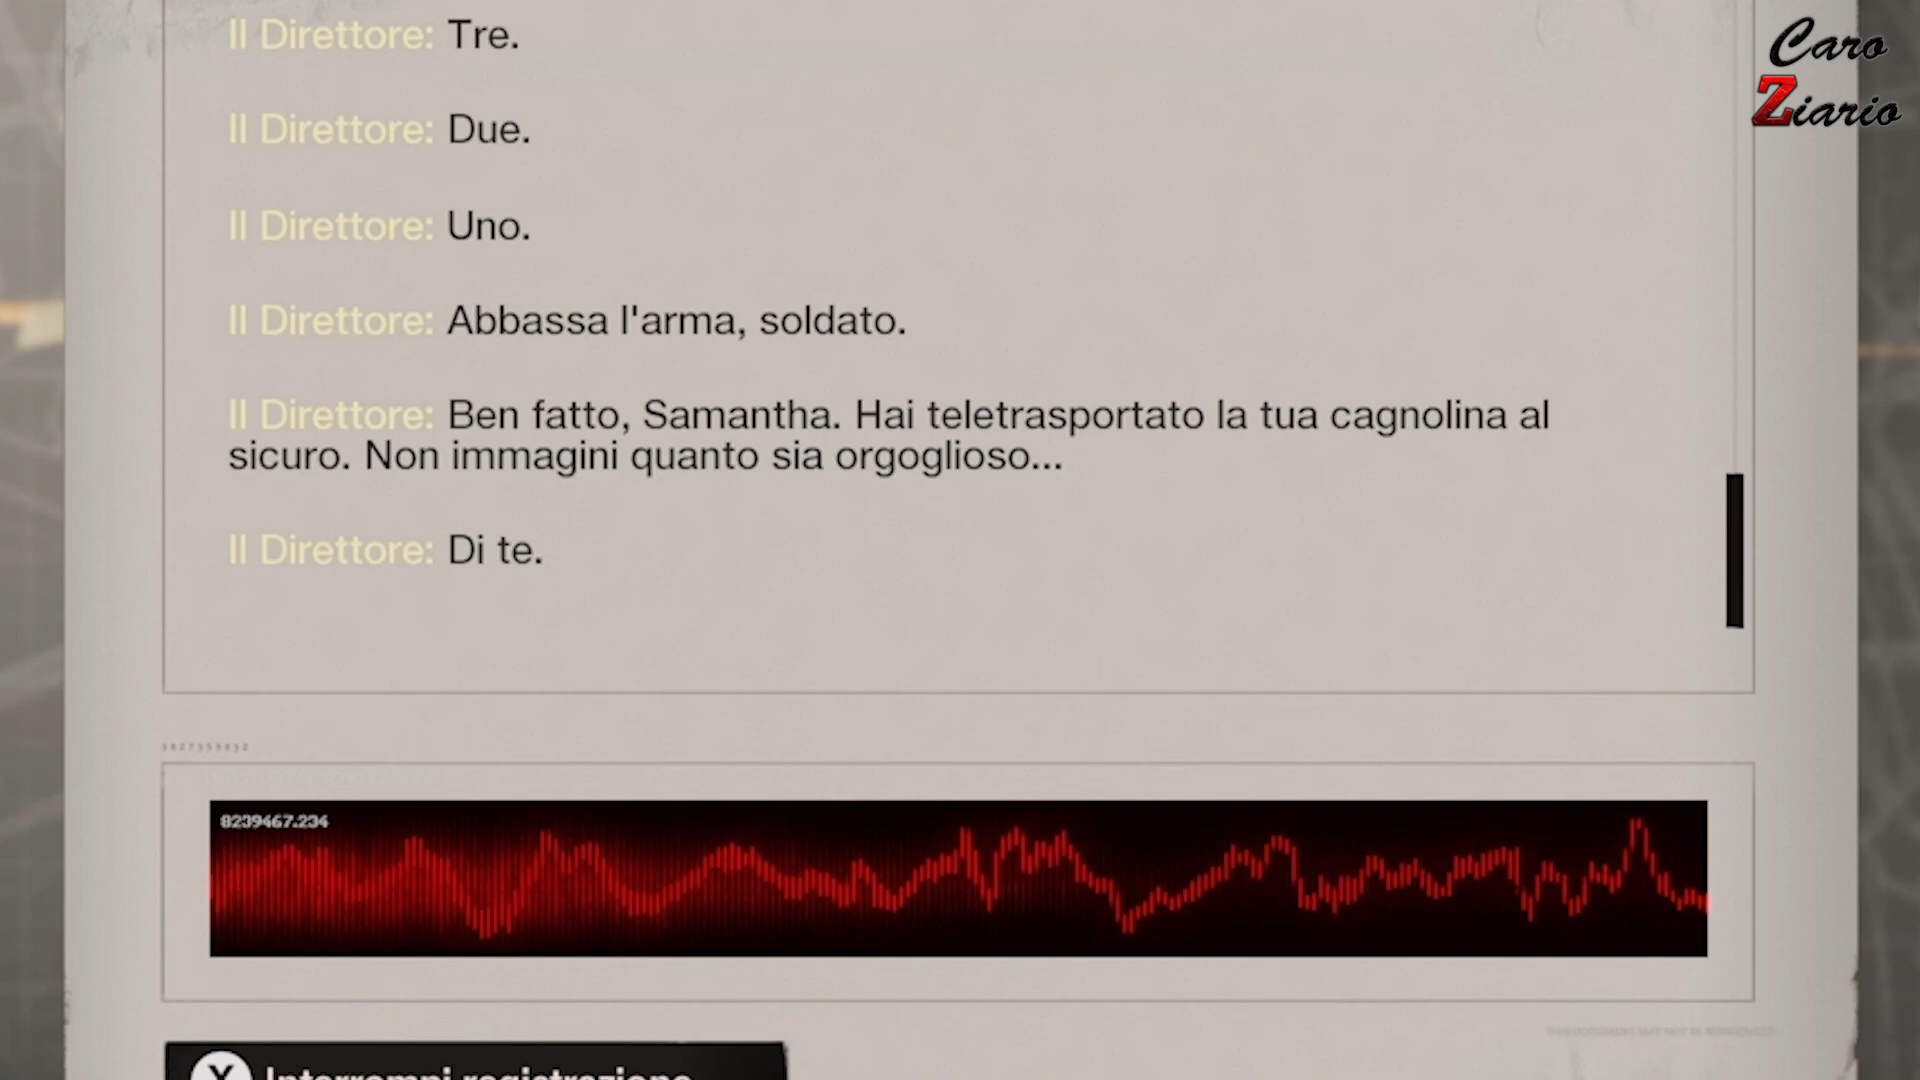 Il Direttore: Tre.
Caro
Ziario
Il Direttore: Due.
Il Direttore: Uno.
Il Direttore: Abbassa l'arma, soldato.
Il Direttore: Ben fatto, Samantha. Hai teletrasportato la tua cagnolina al
sicuro. Non immagini quanto sia orgoglioso...
Il Direttore: Di te.
8239467.234
X Interrompi registrazione